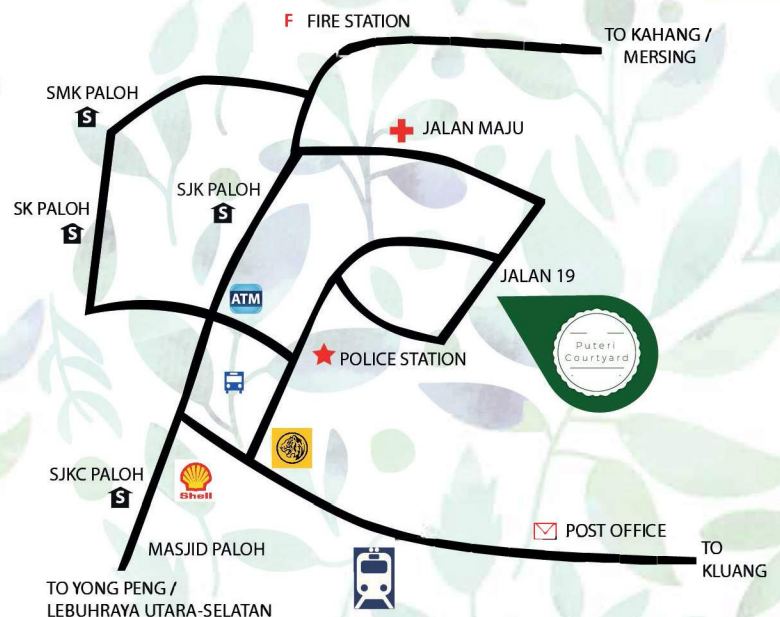 F FIRE STATION
TO KAHANG /
MERSING
SMK PALOH
S
JALAN MAJU
SJK PALOH
S
SK PALOH
S
JALAN 19
ATM
Puteri
Courtyard
POLICE STATION
SJKC PALOH
S
Shell
POST OFFICE
MASJID PALOH
TO
KLUANG
TO YONG PENG /
LEBUHRAYA UTARA-SELATAN